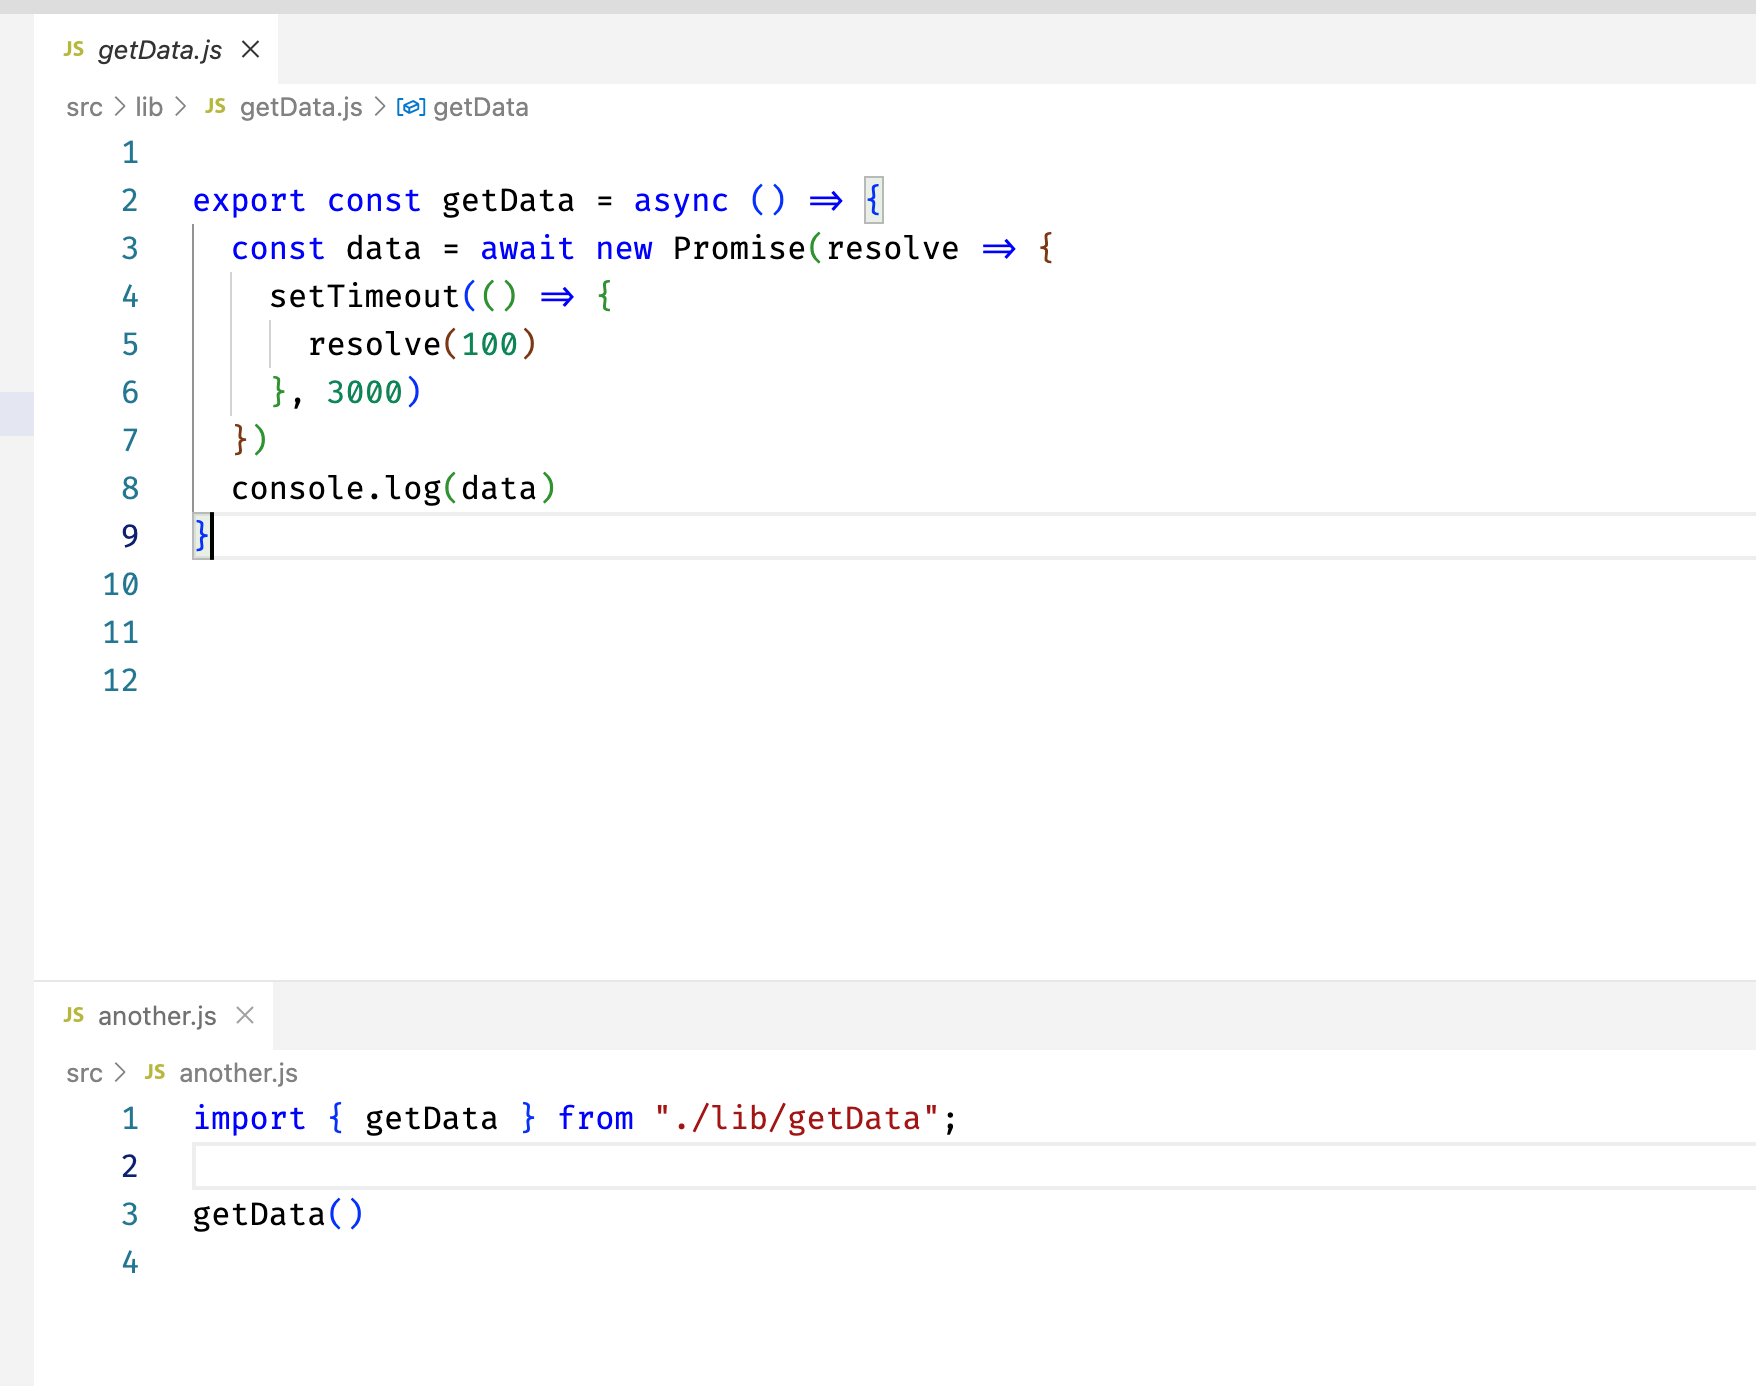 JS getData.js
src > lib > JS getData.js > getData
1
2 export const getData = async () => {
3 const data = await new Promise(resolve => {
4 setTimeout(() => {
5 resolve(100)
6 }, 3000)
7 })
8 console.log(data)
9 }
10
11
12
JS another.js
src > JS another.js
1 import { getData } from "./lib/getData";
2
3 getData()
4